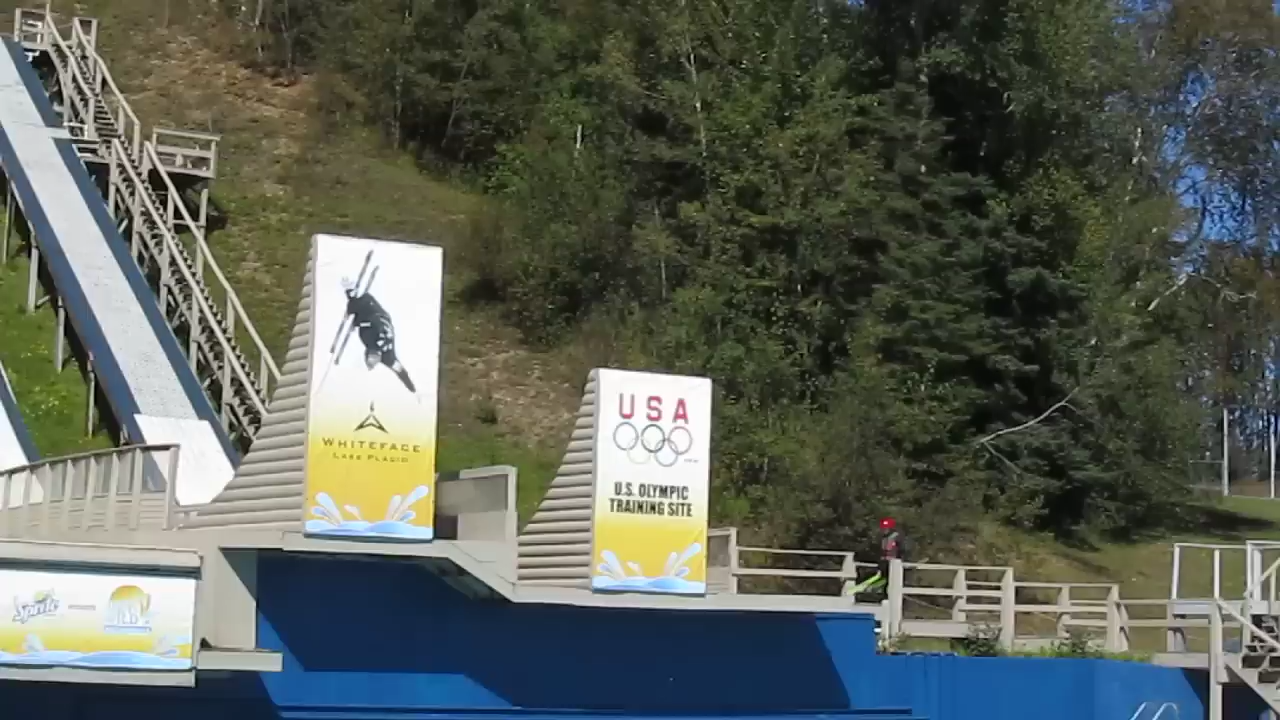 WHITEFACE
LAKE PLACID
USA
U.S. OLYMPIC
TRAINING SITE
Sprite